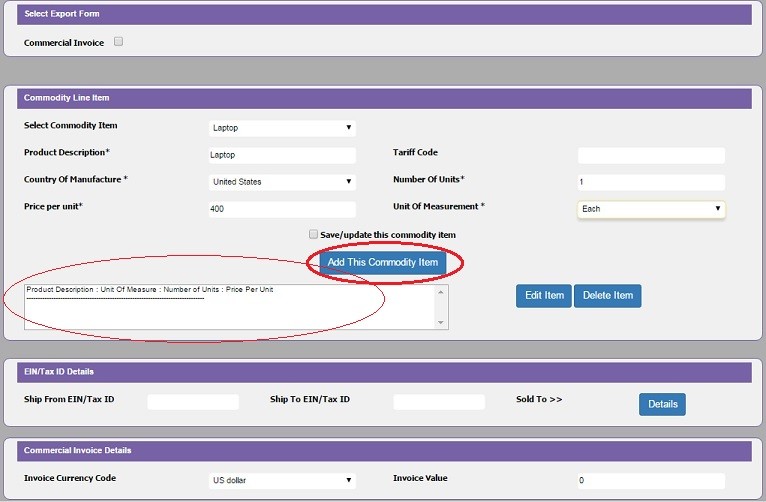 Select Export Form
Commercial Invoice
Commodity Line Item
Select Commodity Item Laptop
Product Description* Laptop Tariff Code
Country Of Manufacture * United States Number Of Units* 1
Price per unit* 400 Unit Of Measurement * Each
Save/update this commodity item
Add This Commodity Item
Product Description : Unit Of Measure : Number of Units : Price Per Unit
Edit Item Delete Item
EIN/Tax ID Details
Ship From EIN/Tax ID Ship To EIN/Tax ID Sold To >> Details
Commercial Invoice Details
Invoice Currency Code US dollar Invoice Value 0